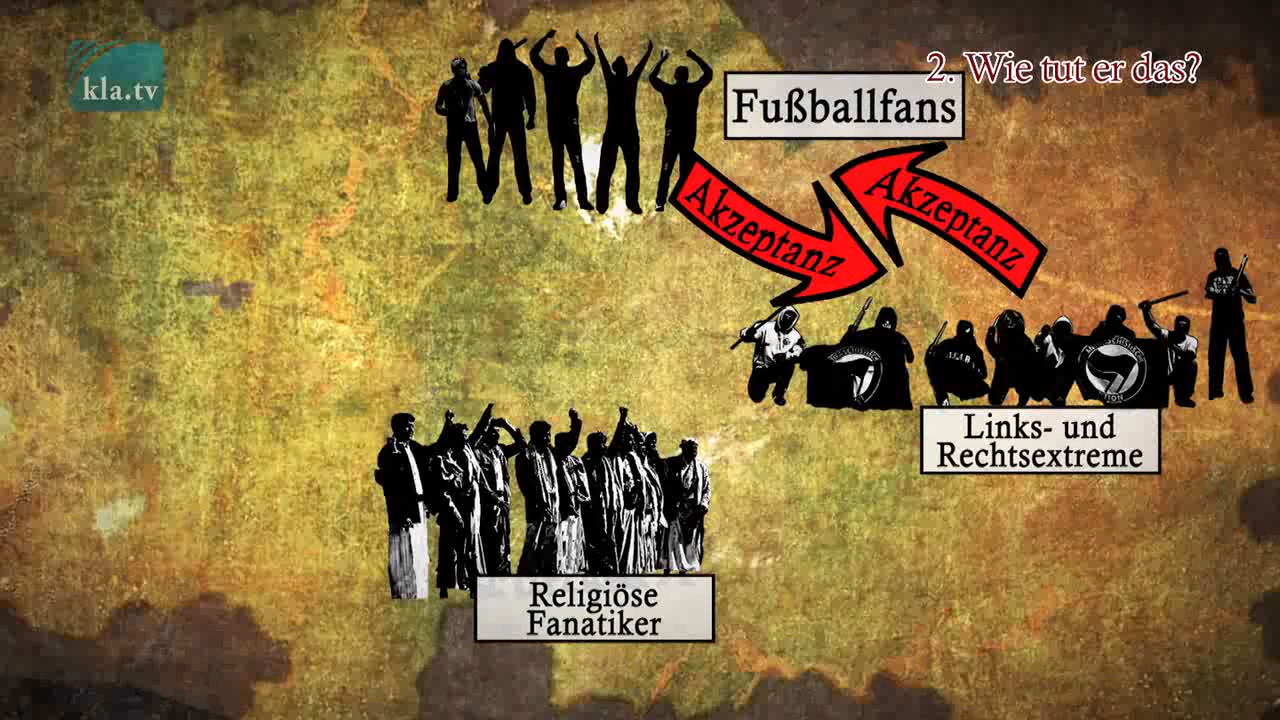 kla.tv
2. Wie tut er das?
Fußballfans
Akzeptanz
Akzeptanz
Links- und
Rechtsextreme
Religiöse
Fanatiker